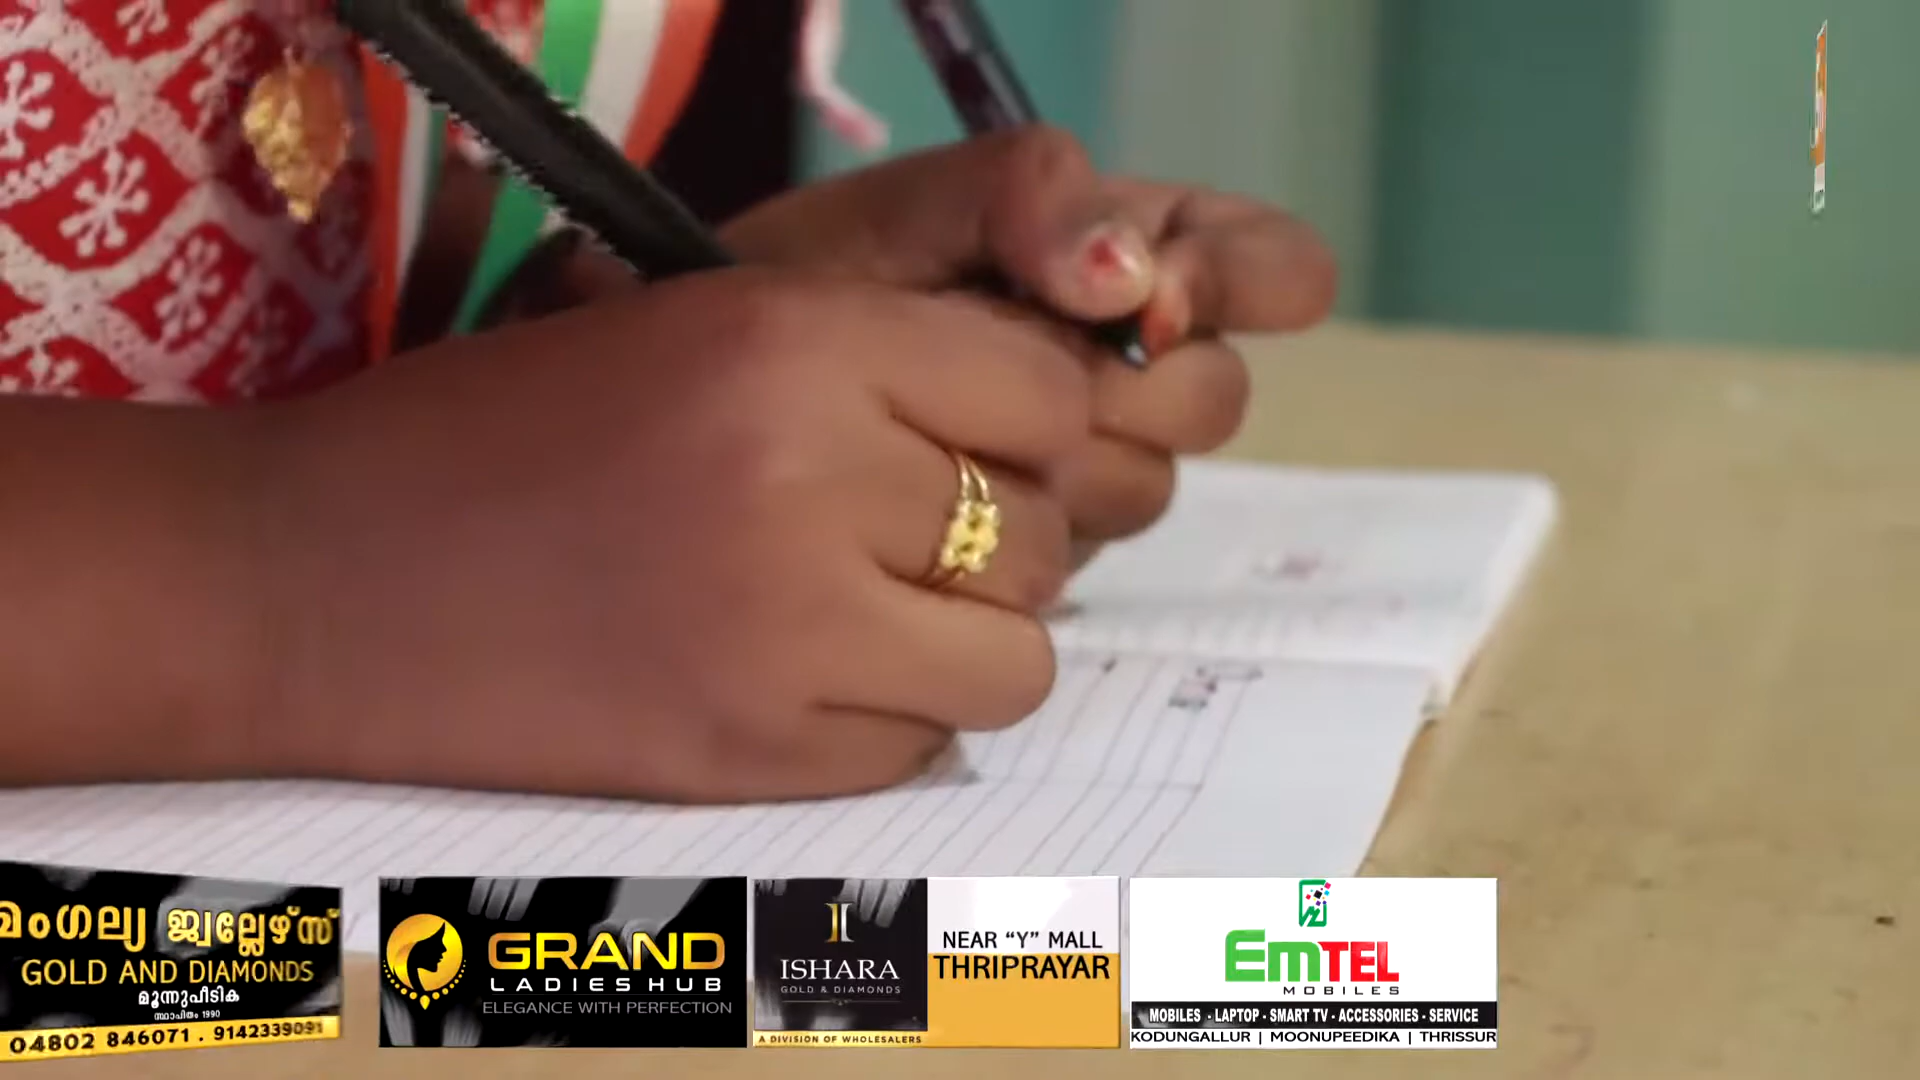 മംഗല്യ ജ്വല്ലേഴ്സ്
GOLD AND DIAMONDS
മൂന്നുപീടിക
സ്ഥാപിതം 1990
04802 846071 . 9142339091
GRAND
LADIES HUB
ELEGANCE WITH PERFECTION
ISHARA
GOLD & DIAMONDS
A DIVISION OF WHOLESALERS
NEAR “Y” MALL
THRIPRAYAR
EmTEL
MOBILES
MOBILES - LAPTOP - SMART TV - ACCESSORIES - SERVICE
KODUNGALLUR | MOONUPEEDIKA | THRISSUR